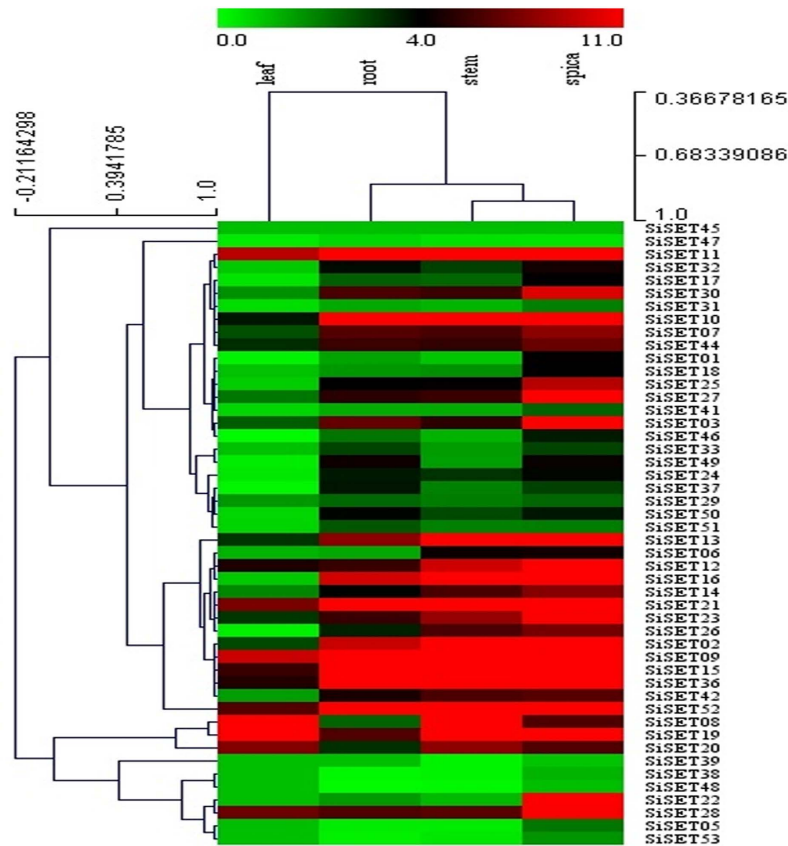 0.0 4.0 11.0
leaf root stem spica
0.36678165
0.68339086
1.0
-0.21164298
0.3941785
1.0
SiSET45
SiSET47
SiSET11
SiSET32
SiSET17
SiSET30
SiSET31
SiSET10
SiSET07
SiSET44
SiSET01
SiSET18
SiSET25
SiSET27
SiSET41
SiSET03
SiSET46
SiSET33
SiSET49
SiSET24
SiSET37
SiSET29
SiSET50
SiSET51
SiSET13
SiSET06
SiSET12
SiSET16
SiSET14
SiSET21
SiSET23
SiSET26
SiSET02
SiSET09
SiSET15
SiSET36
SiSET42
SiSET52
SiSET08
SiSET19
SiSET20
SiSET39
SiSET38
SiSET48
SiSET22
SiSET28
SiSET05
SiSET53